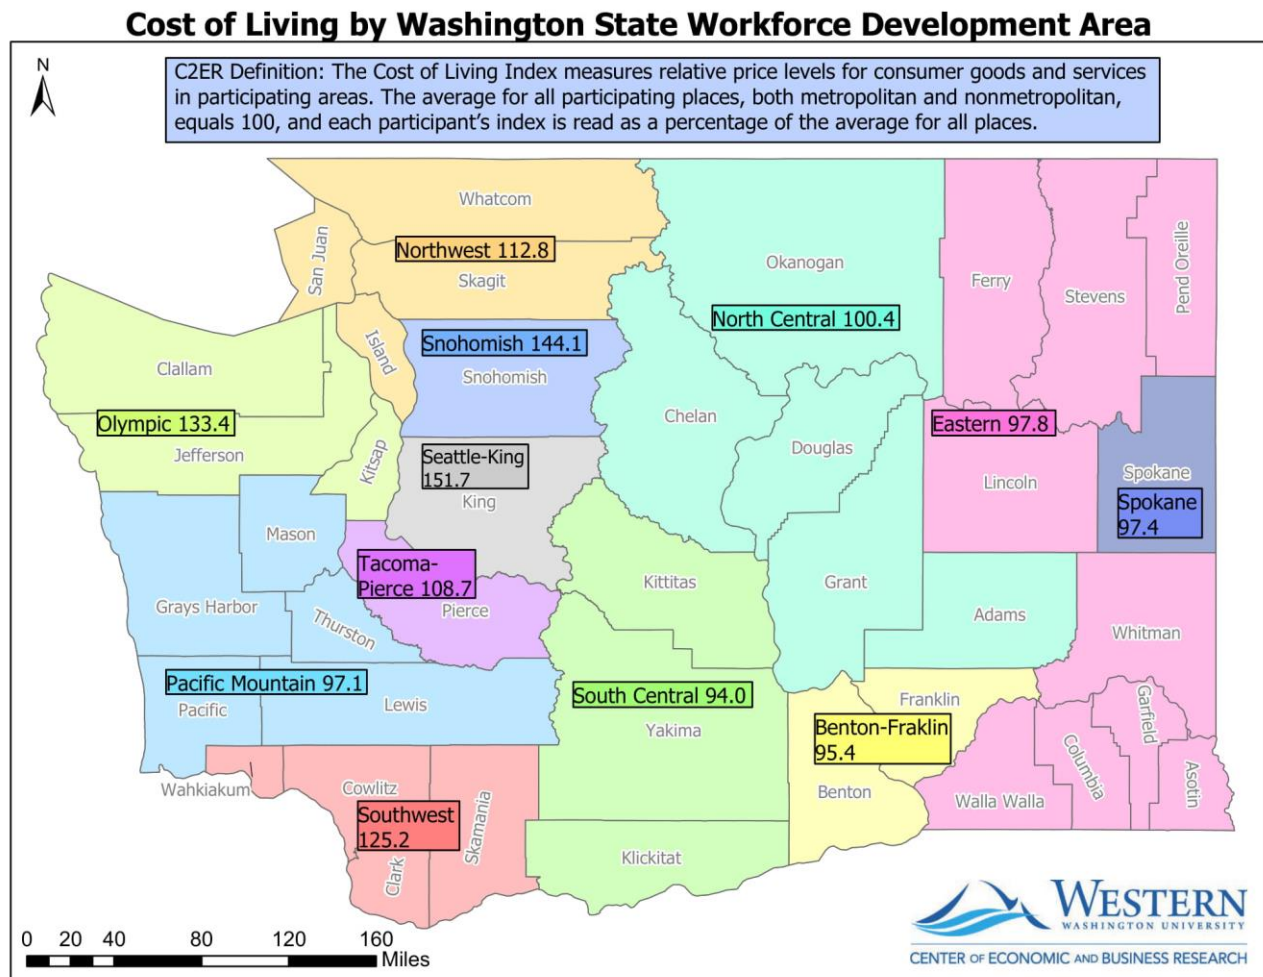 Cost of Living by Washington State Workforce Development Area
N
C2ER Definition: The Cost of Living Index measures relative price levels for consumer goods and services
in participating areas. The average for all participating places, both metropolitan and nonmetropolitan,
equals 100, and each participant's index is read as a percentage of the average for all places.
Whatcom
San Juan
Northwest 112.8
Skagit
Island
Okanogan
North Central 100.4
Ferry
Stevens
Pend Oreille
Clallam
Olympic 133.4
Jefferson
Kitsap
Snohomish 144.1
Snohomish
Chelan
Douglas
Eastern 97.8
Lincoln
Spokane
Spokane
97.4
Seattle-King
151.7
King
Mason
Tacoma-
Pierce 108.7
Pierce
Grays Harbor
Thurston
Kittitas
Grant
Adams
Whitman
Pacific Mountain 97.1
Pacific
Lewis
South Central 94.0
Yakima
Franklin
Benton-Fraklin
95.4
Benton
Walla Walla
Columbia
Garfield
Asotin
Wahkiakum
Cowlitz
Southwest
125.2
Clark
Skamania
Klickitat
0 20 40 80 120 160
Miles
WESTERN
WASHINGTON UNIVERSITY
CENTER OF ECONOMIC AND BUSINESS RESEARCH